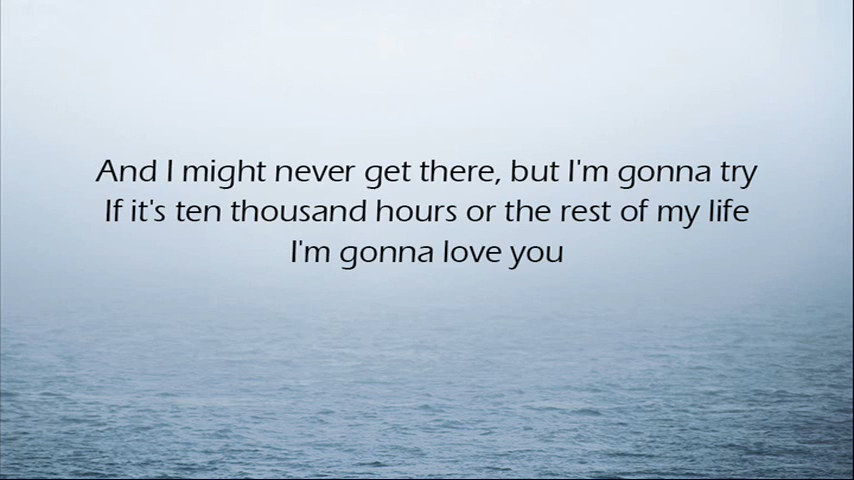 And I might never get there, but I'm gonna try
If it's ten thousand hours or the rest of my life
I'm gonna love you